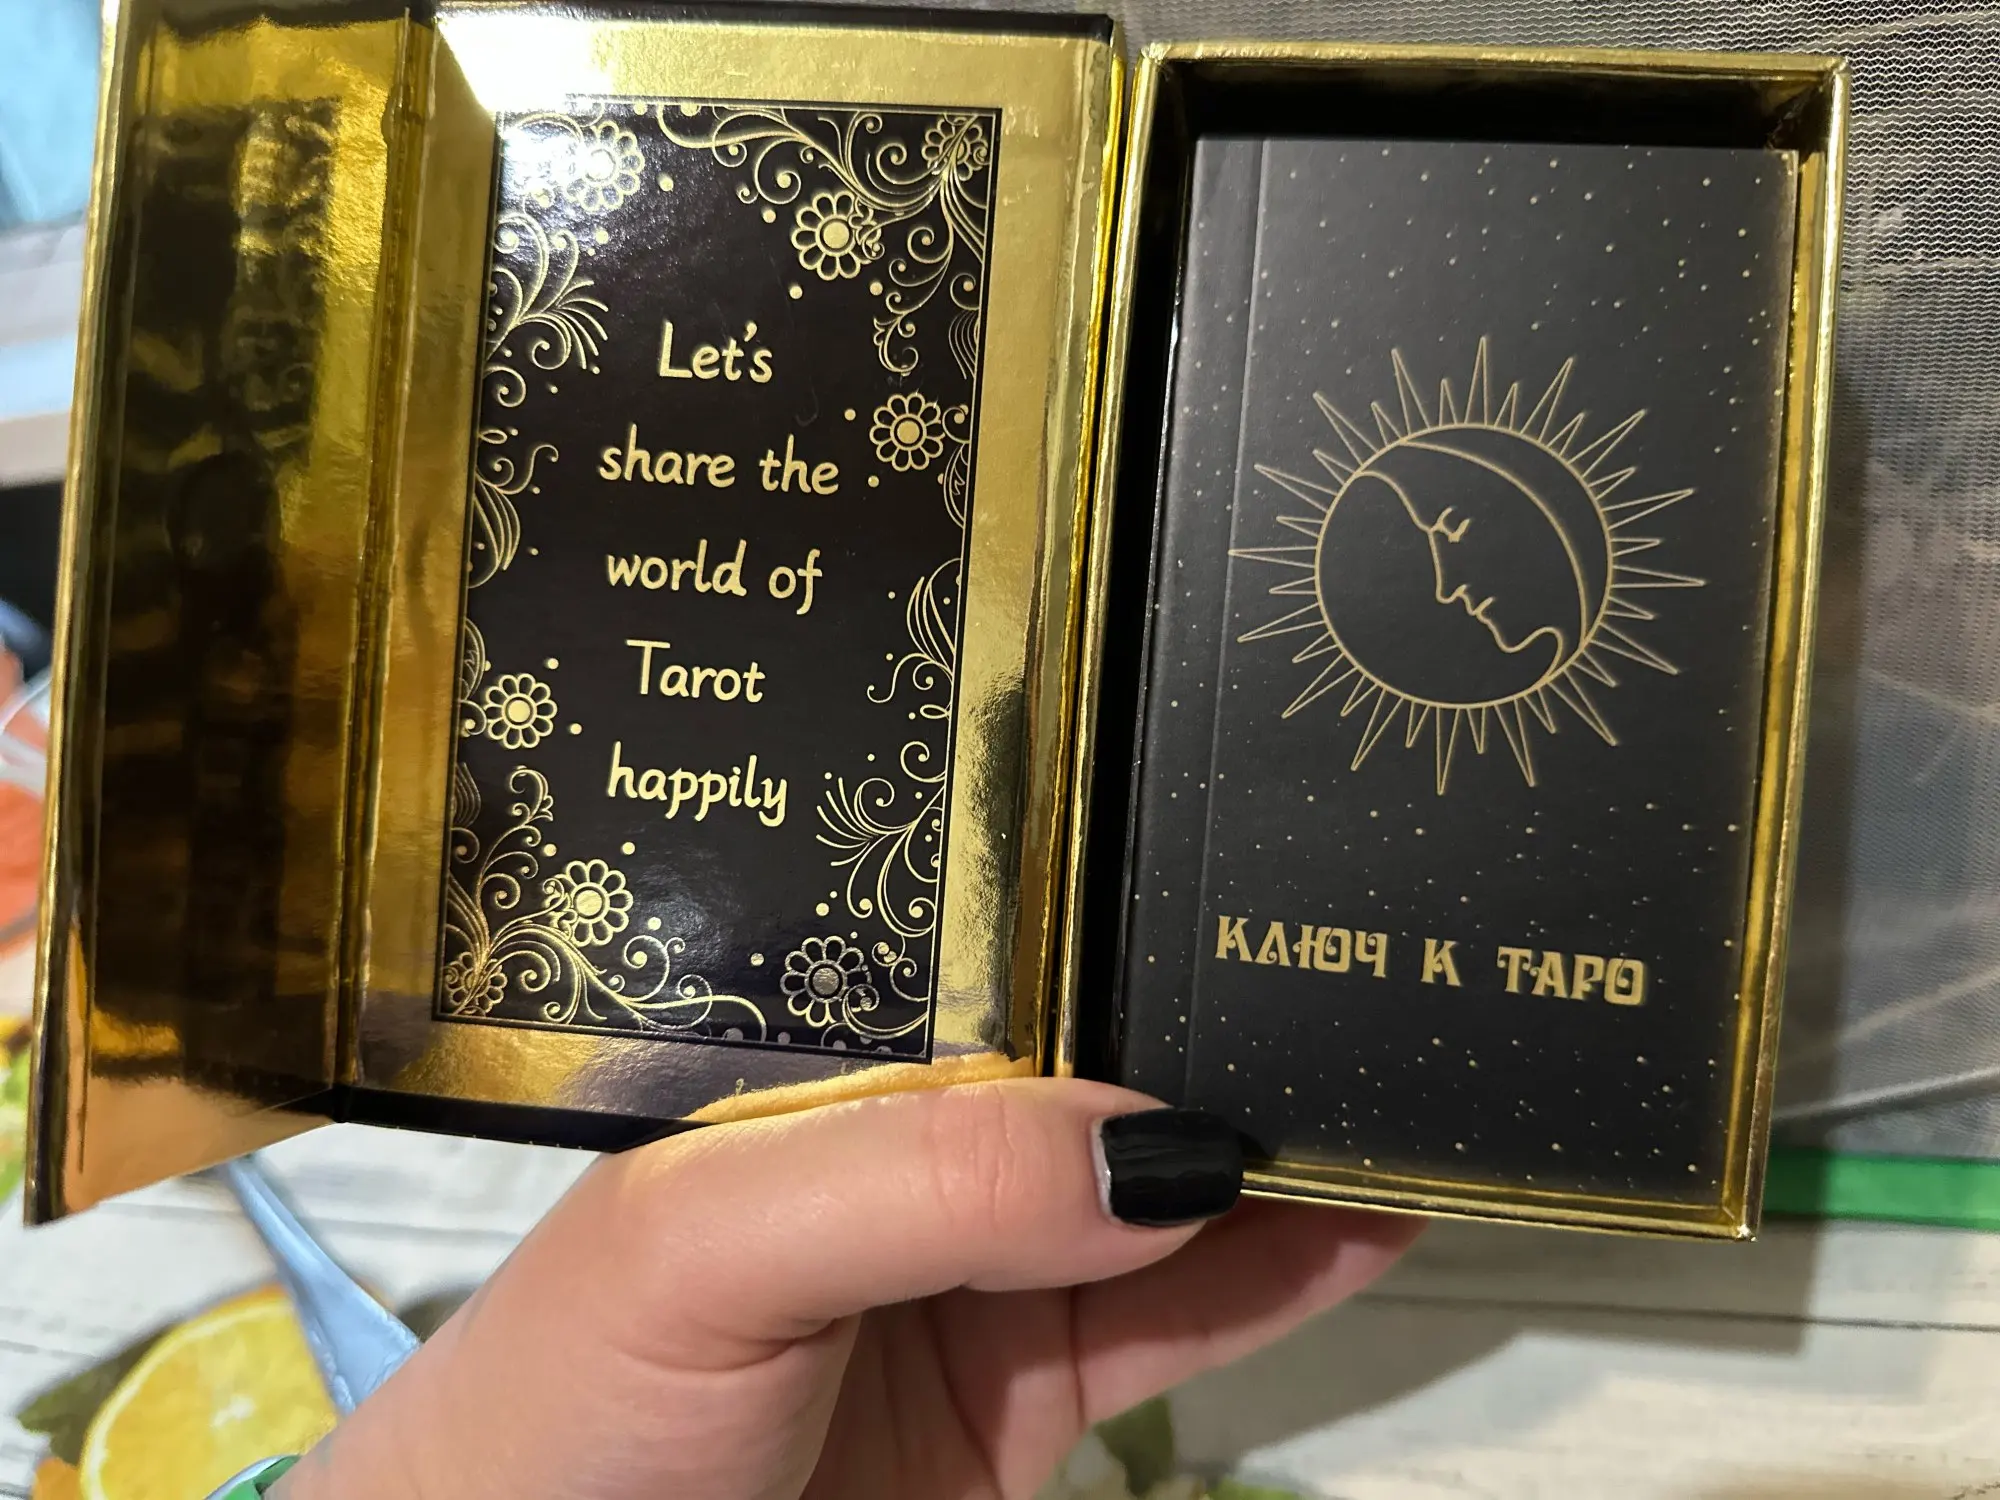 Let's
share the
world of
Tarot
happily
КЛЮЧ К ТАРО